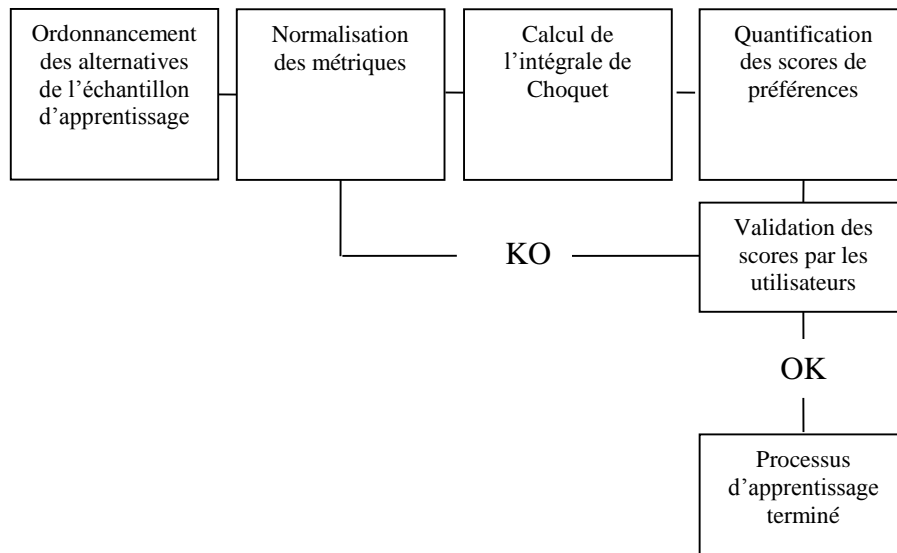 Ordonnancement
des alternatives
de l’échantillon
d’apprentissage
Normalisation
des métriques
Calcul de
l’intégrale de
Choquet
Quantification
des scores de
préférences
Validation des
scores par les
utilisateurs
KO
OK
Processus
d’apprentissage
terminé